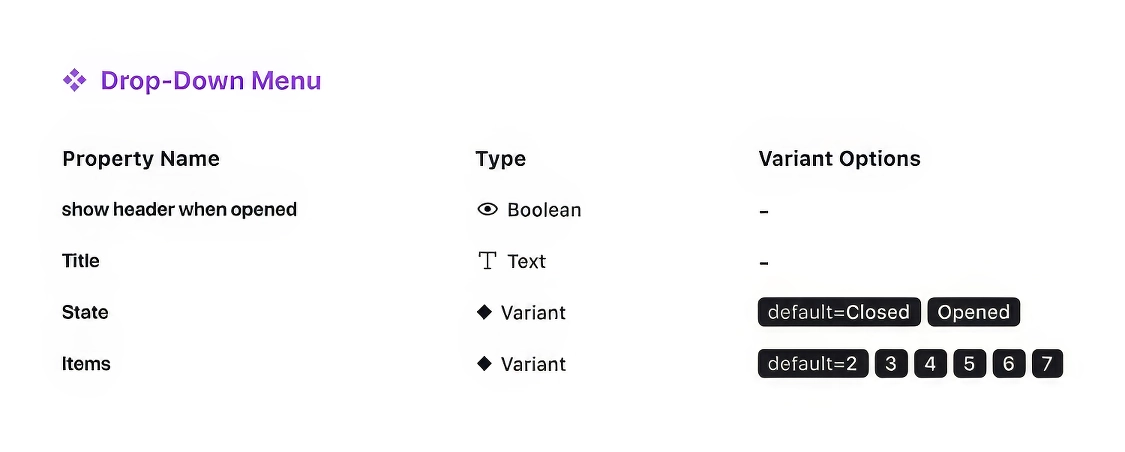 Drop-Down Menu
Property Name Type Variant Options
show header when opened Boolean -
Title Text -
State Variant default=Closed Opened
Items Variant default=2 3 4 5 6 7